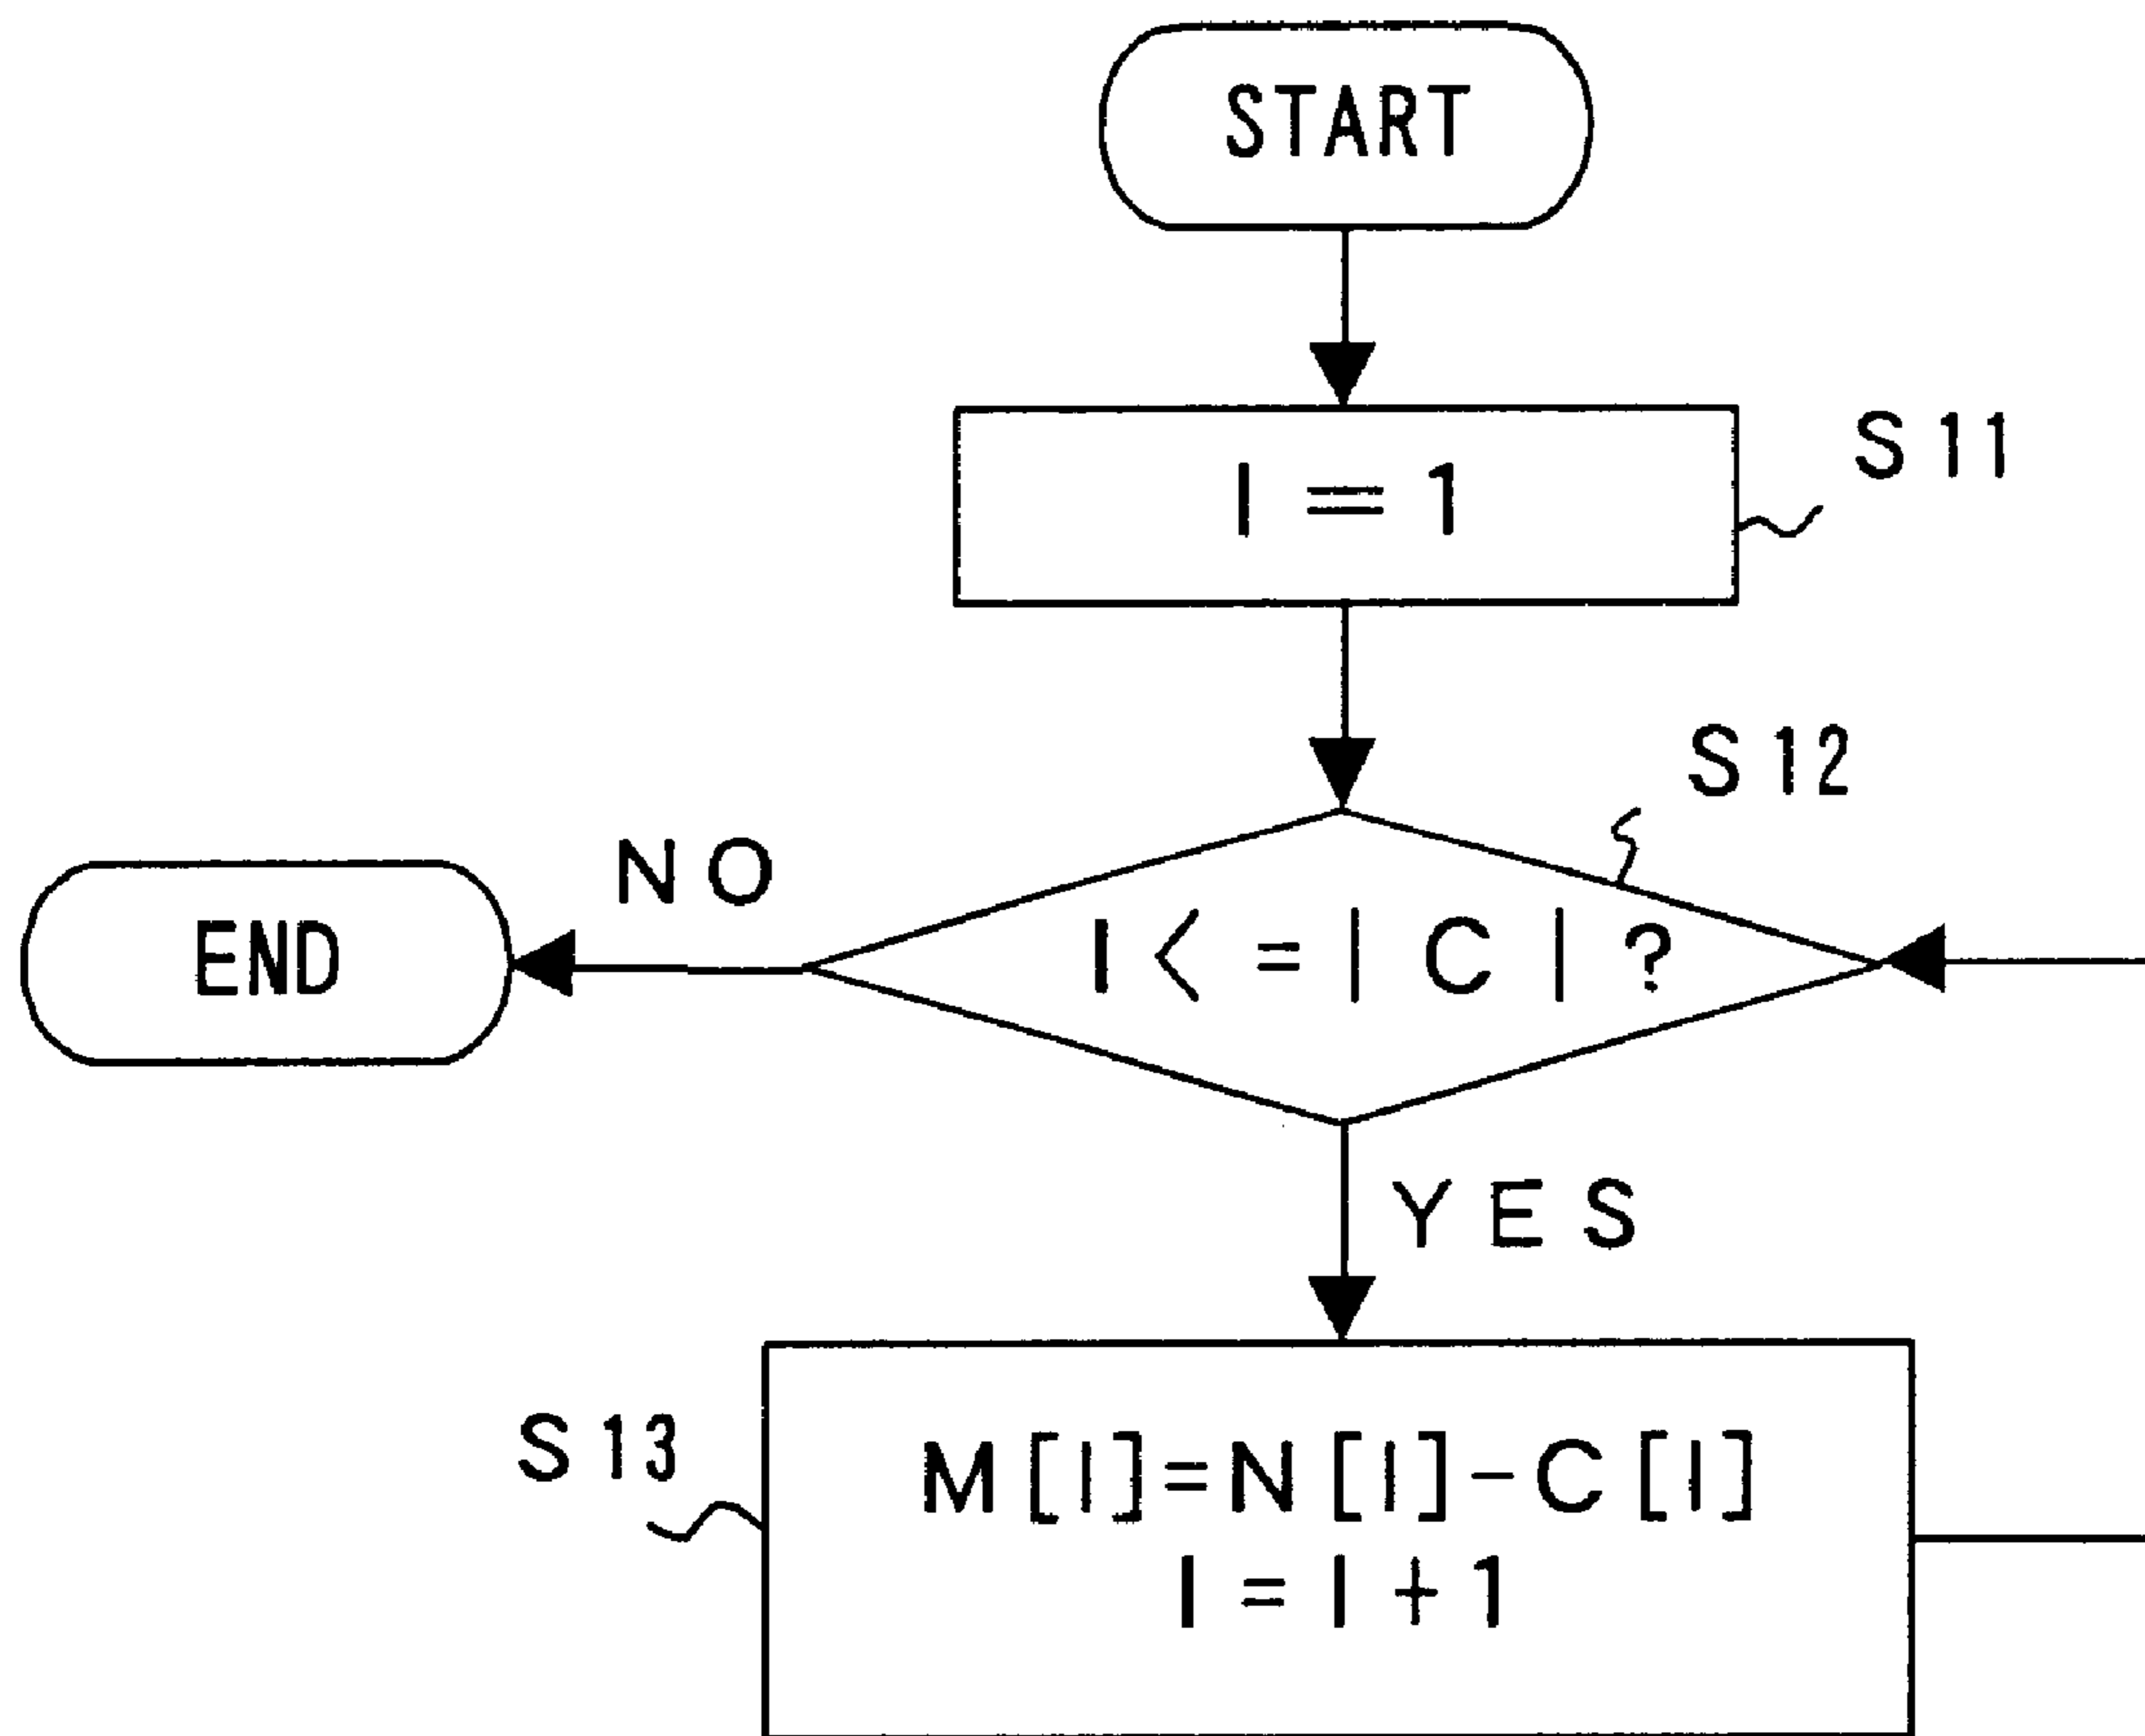 START
I = 1
S11
S12
NO
END
I <= | C | ?
YES
S13
M[I]=N[I]-C[I]
I = I + 1